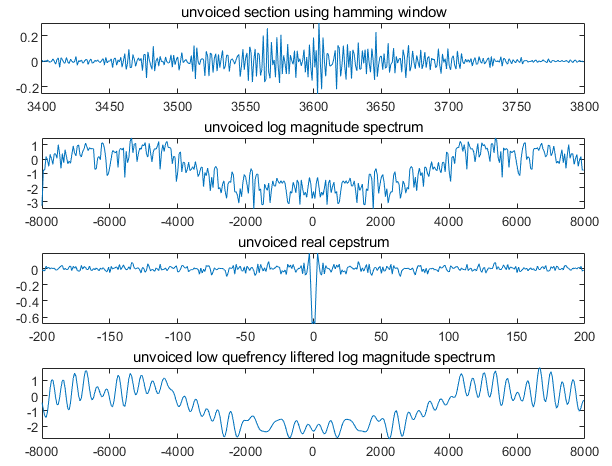 unvoiced section using hamming window
0.2
0
-0.2
3400 3450 3500 3550 3600 3650 3700 3750 3800
unvoiced log magnitude spectrum
1
0
-1
-2
-3
-8000 -6000 -4000 -2000 0 2000 4000 6000 8000
unvoiced real cepstrum
0
-0.2
-0.4
-0.6
-200 -150 -100 -50 0 50 100 150 200
unvoiced low quefrency liftered log magnitude spectrum
1
0
-1
-2
-8000 -6000 -4000 -2000 0 2000 4000 6000 8000